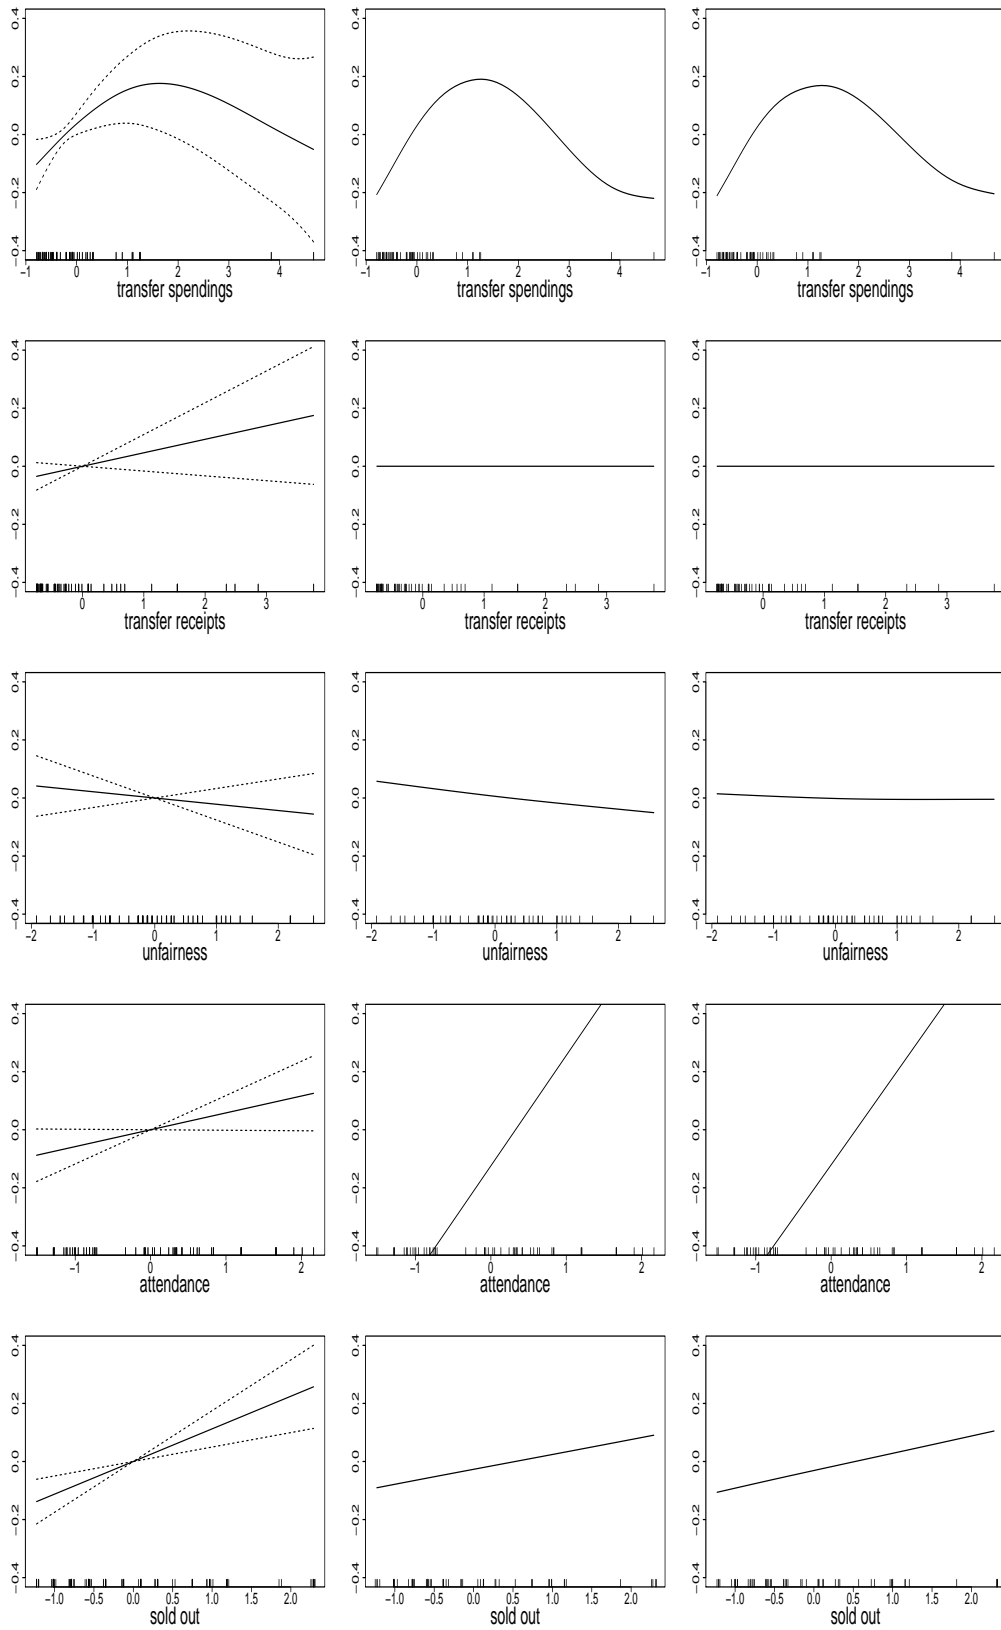 0.4 0.4 0.4
0.2 0.2 0.2
0.0 0.0 0.0
−0.2 −0.2 −0.2
−0.4 −0.4 −0.4
−1 0 1 2 3 4 −1 0 1 2 3 4 −1 0 1 2 3 4
transfer spendings transfer spendings transfer spendings
0.4 0.4 0.4
0.2 0.2 0.2
0.0 0.0 0.0
−0.2 −0.2 −0.2
−0.4 −0.4 −0.4
0 1 2 3 0 1 2 3 0 1 2 3
transfer receipts transfer receipts transfer receipts
0.4 0.4 0.4
0.2 0.2 0.2
0.0 0.0 0.0
−0.2 −0.2 −0.2
−0.4 −0.4 −0.4
−2 −1 0 1 2 −2 −1 0 1 2 −2 −1 0 1 2
unfairness unfairness unfairness
0.4 0.4 0.4
0.2 0.2 0.2
0.0 0.0 0.0
−0.2 −0.2 −0.2
−0.4 −0.4 −0.4
−1 0 1 2 −1 0 1 2 −1 0 1 2
attendance attendance attendance
0.4 0.4 0.4
0.2 0.2 0.2
0.0 0.0 0.0
−0.2 −0.2 −0.2
−0.4 −0.4 −0.4
−1.0 −0.5 0.0 0.5 1.0 1.5 2.0 −1.0 −0.5 0.0 0.5 1.0 1.5 2.0 −1.0 −0.5 0.0 0.5 1.0 1.5 2.0
sold out sold out sold out